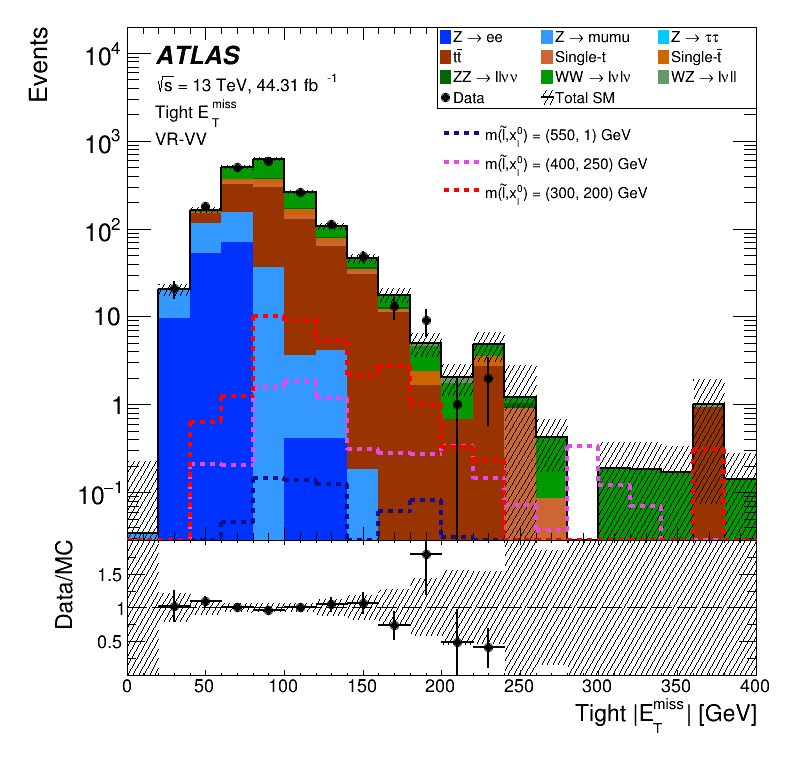 Events
10⁴
10³
10²
10
1
10⁻¹
ATLAS
√s = 13 TeV, 44.31 fb ⁻¹
Tight E_T^miss
VR-VV
Z → ee Z → mumu Z → ττ
tt̄ Single-t Single-t̄
ZZ → llνν WW → lνlν WZ → lνll
Data Total SM
m(l̃,x̃⁰₁) = (550, 1) GeV
m(l̃,x̃⁰₁) = (400, 250) GeV
m(l̃,x̃⁰₁) = (300, 200) GeV
Data/MC
1.5
1
0.5
0 50 100 150 200 250 300 350 400
Tight |E_T^miss| [GeV]